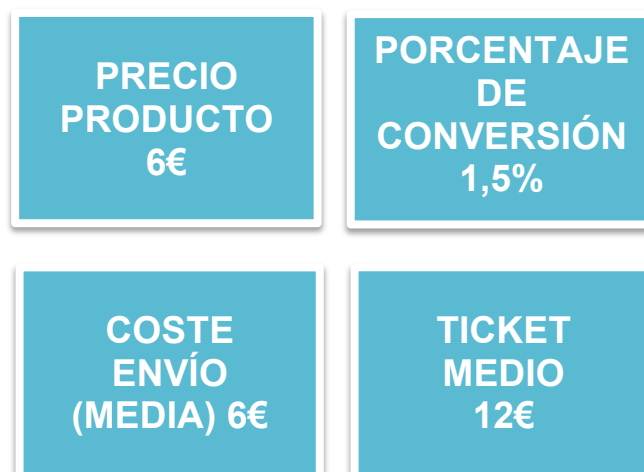 PRECIO
PRODUCTO
6€
PORCENTAJE
DE
CONVERSIÓN
1,5%
COSTE
ENVÍO
(MEDIA) 6€
TICKET
MEDIO
12€